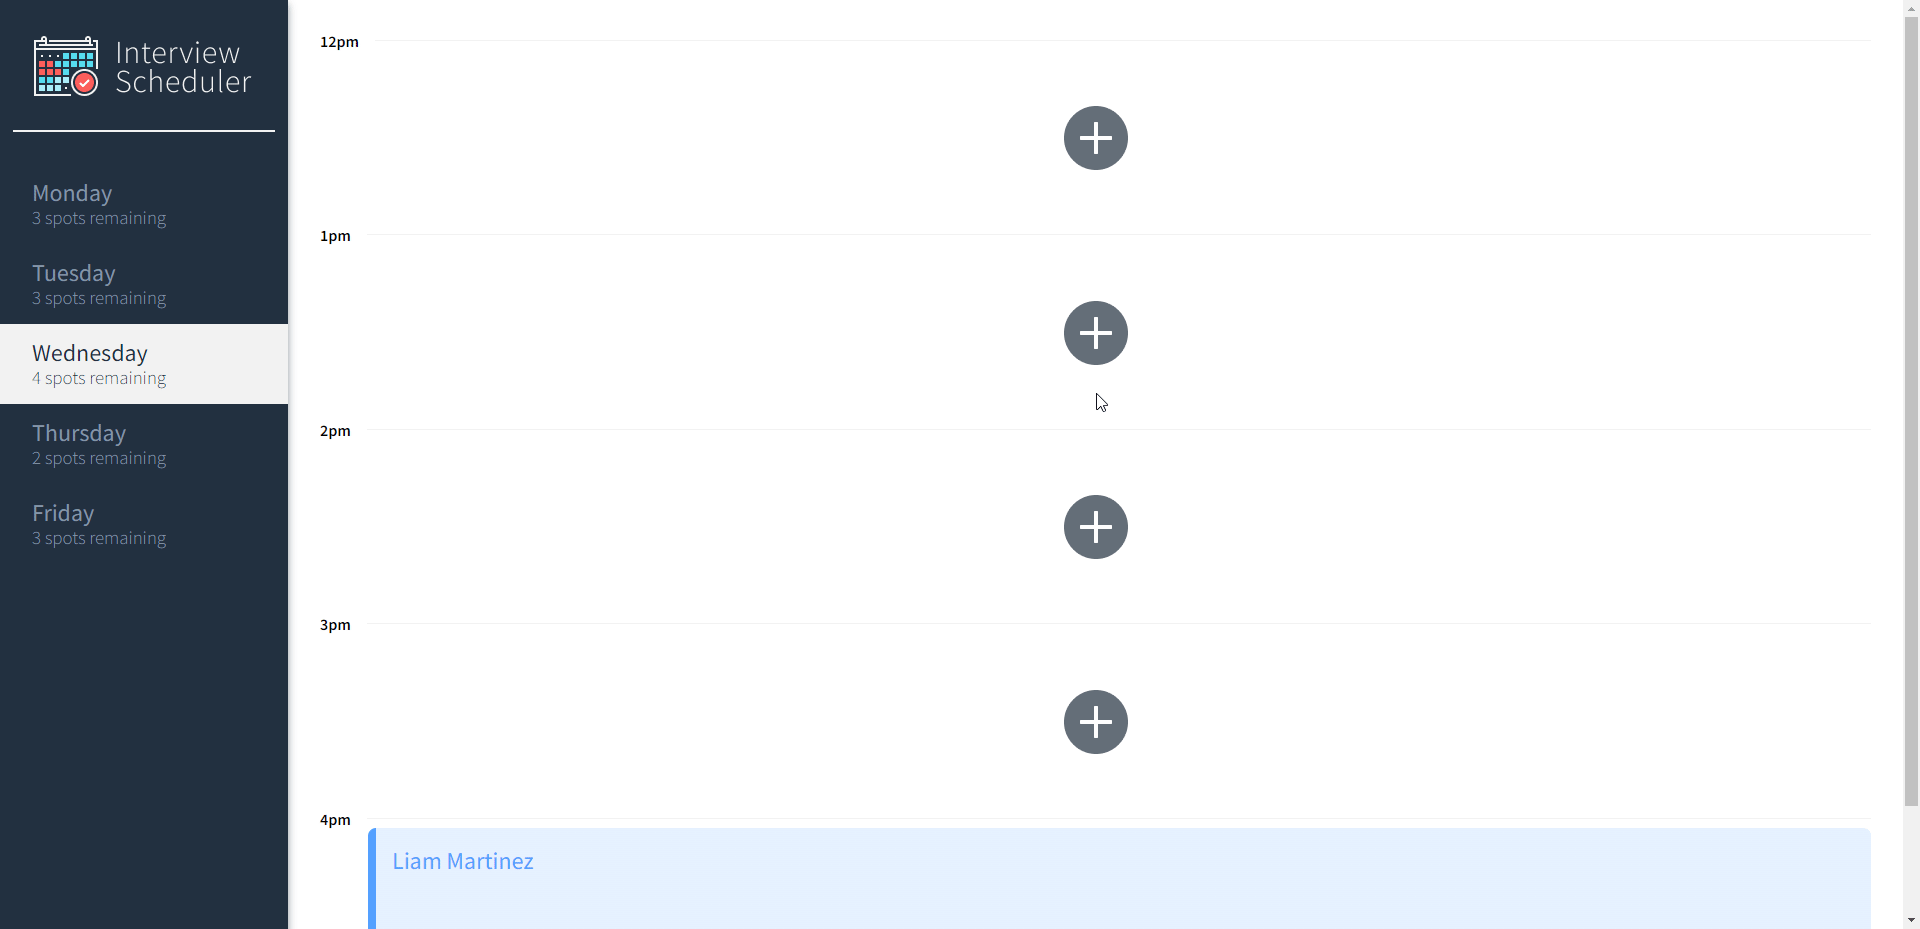 Interview
Scheduler
Monday
3 spots remaining
Tuesday
3 spots remaining
Wednesday
4 spots remaining
Thursday
2 spots remaining
Friday
3 spots remaining
12pm
1pm
2pm
3pm
4pm
Liam Martinez